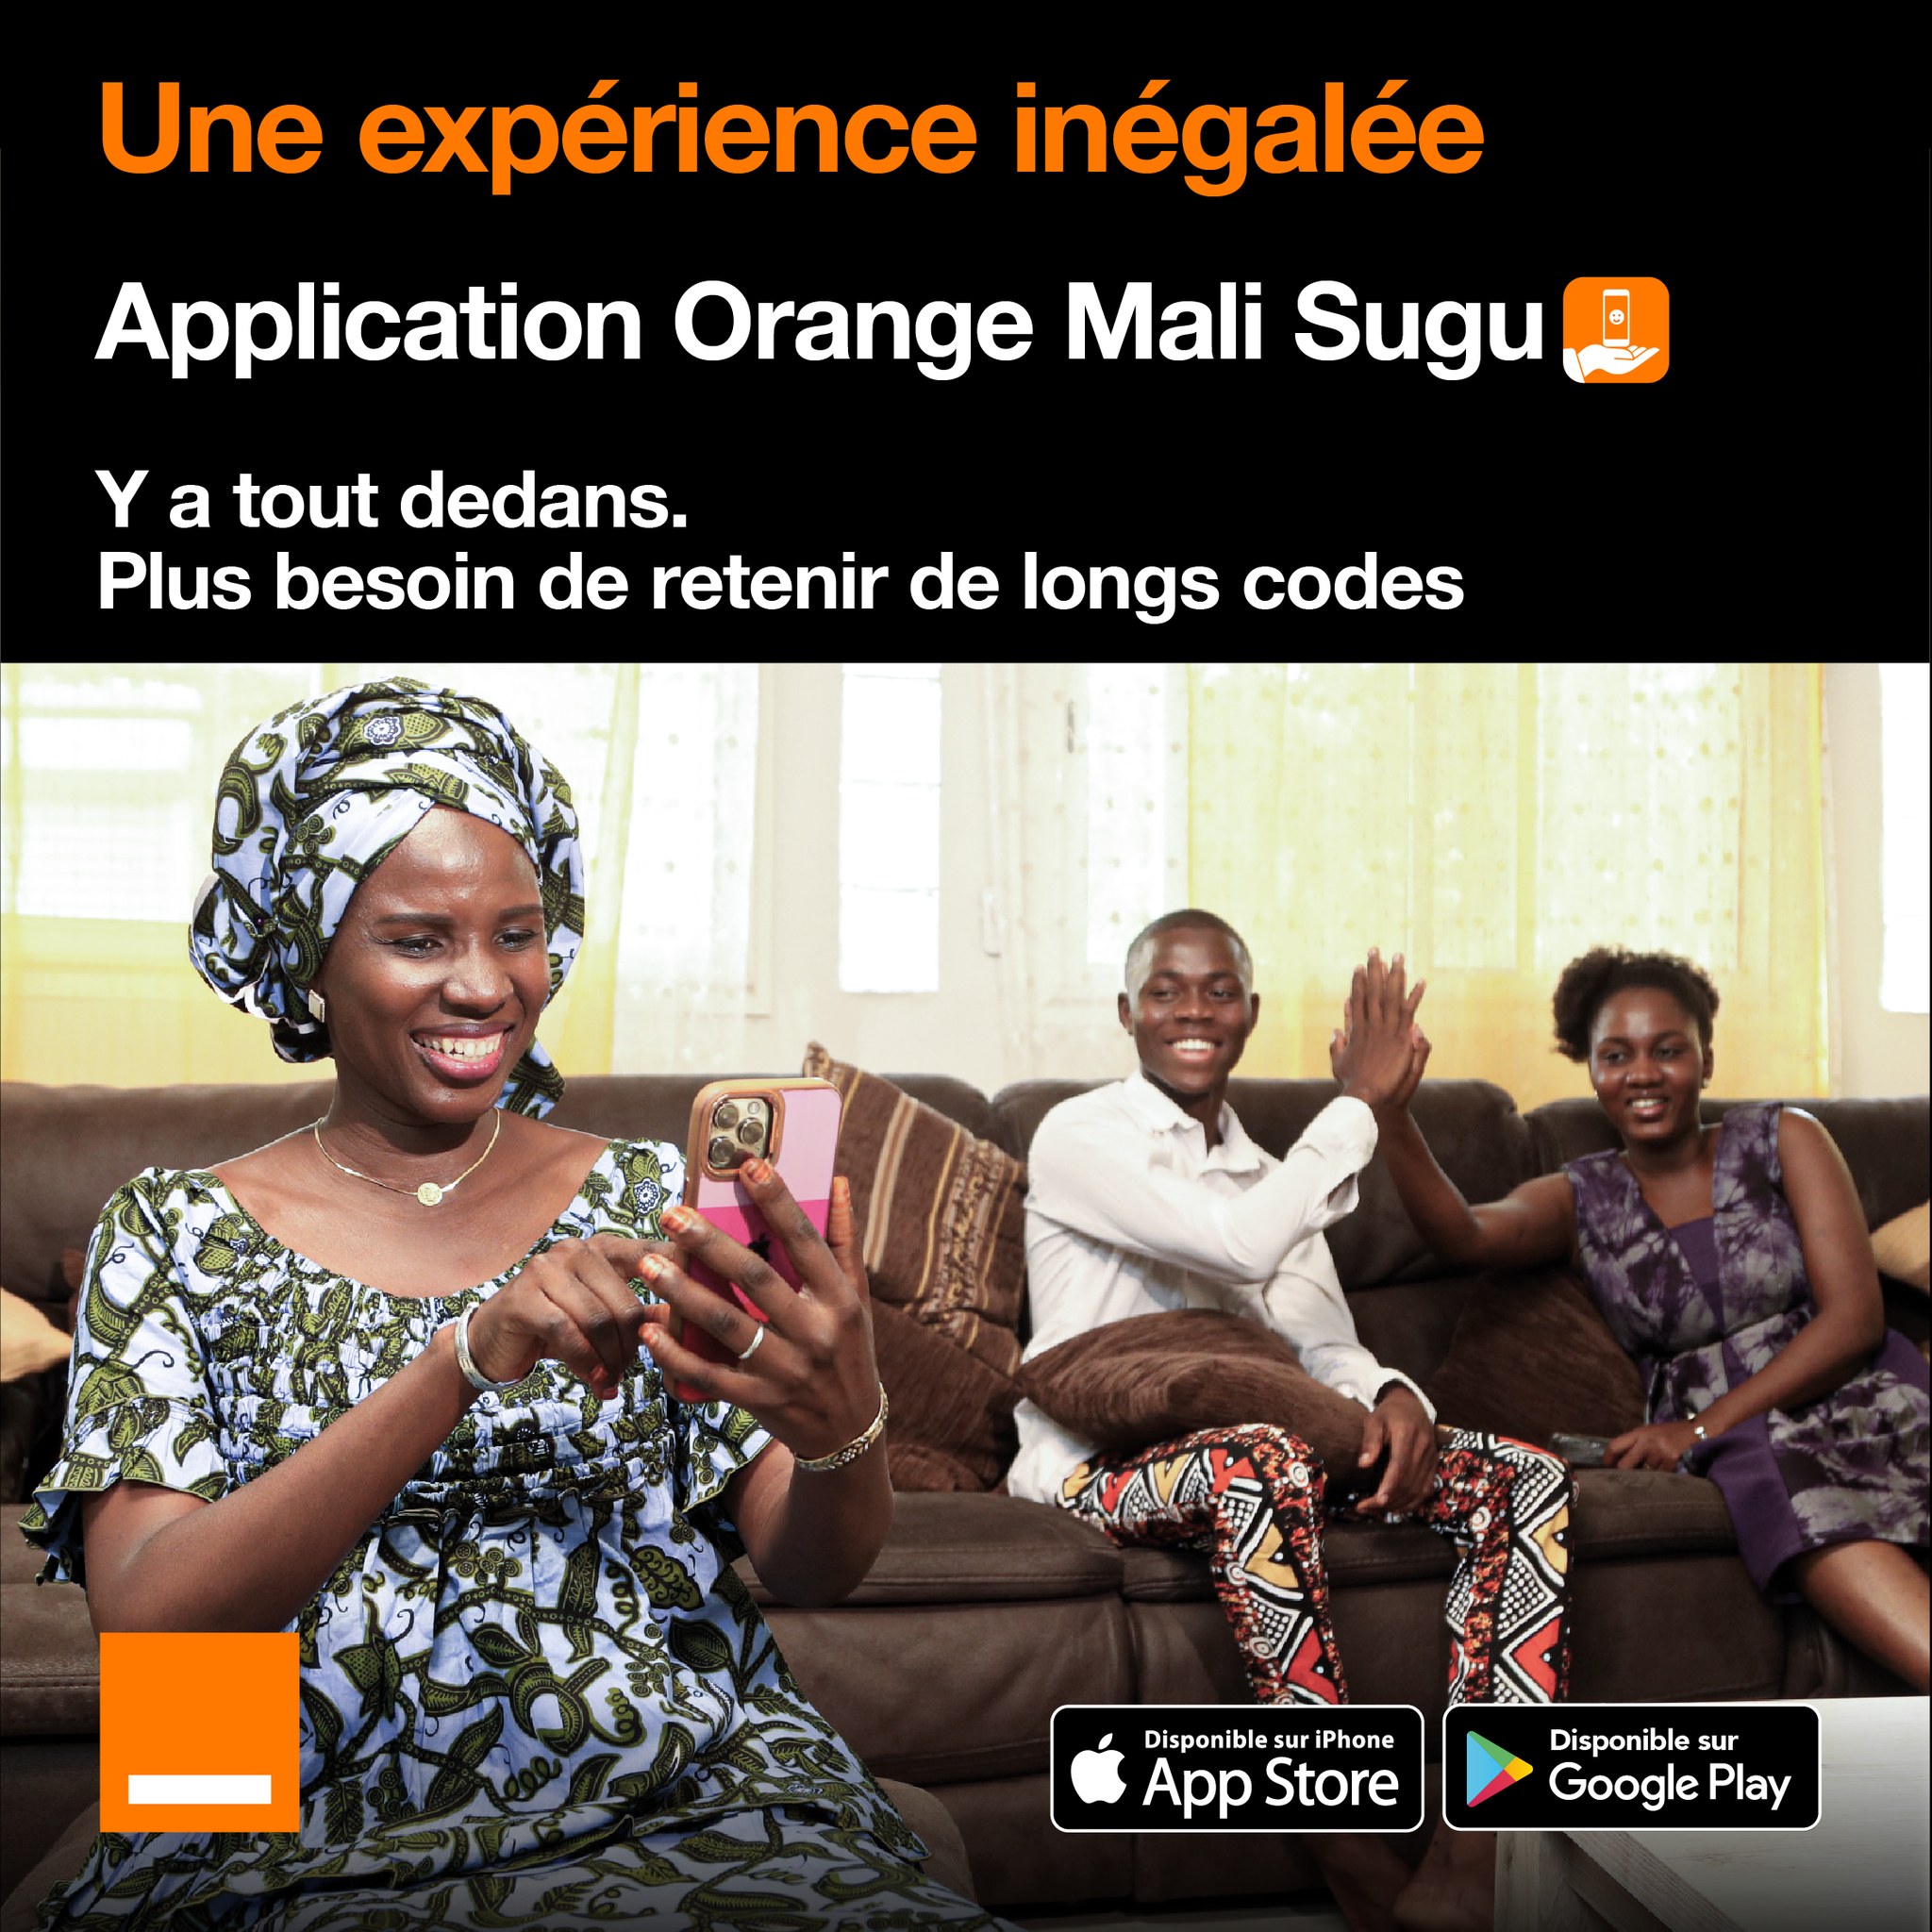 Une expérience inégalée
Application Orange Mali Sugu
Y a tout dedans.
Plus besoin de retenir de longs codes
Disponible sur iPhone
App Store
Disponible sur
Google Play